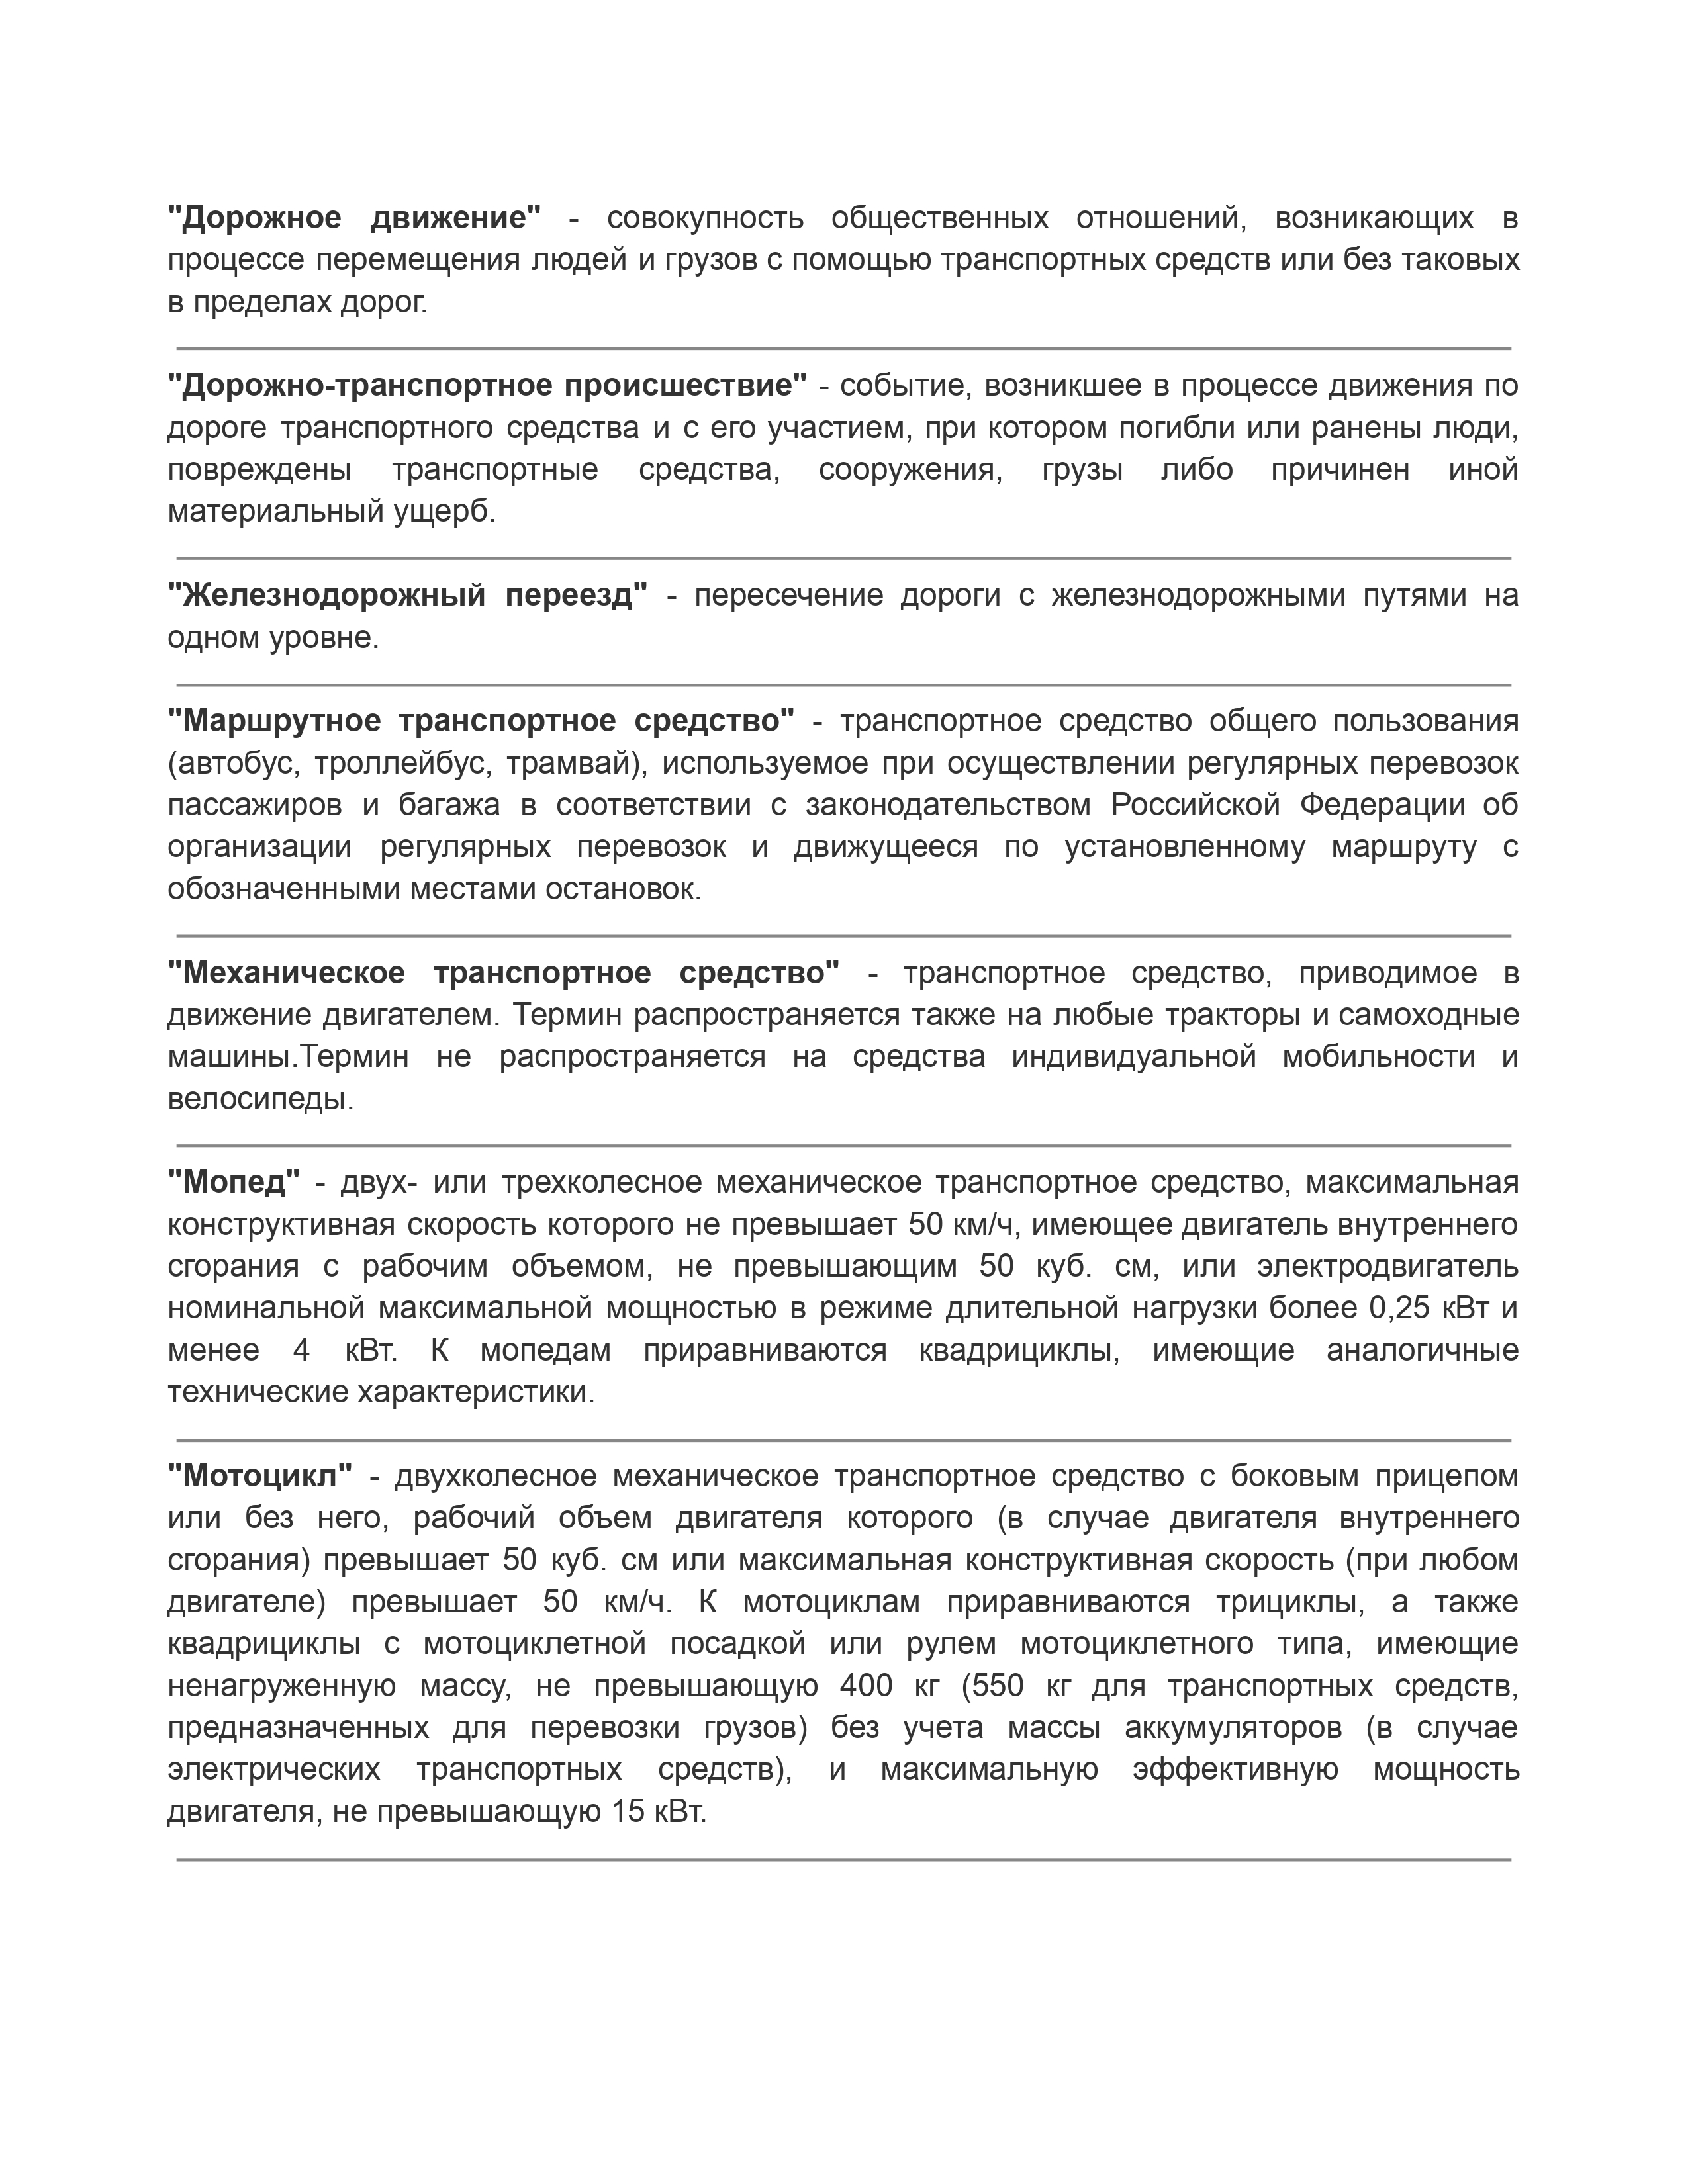 "Дорожное движение" - совокупность общественных отношений, возникающих в
процессе перемещения людей и грузов с помощью транспортных средств или без таковых
в пределах дорог.
"Дорожно-транспортное происшествие" - событие, возникшее в процессе движения по
дороге транспортного средства и с его участием, при котором погибли или ранены люди,
повреждены транспортные средства, сооружения, грузы либо причинен иной
материальный ущерб.
"Железнодорожный переезд" - пересечение дороги с железнодорожными путями на
одном уровне.
"Маршрутное транспортное средство" - транспортное средство общего пользования
(автобус, троллейбус, трамвай), используемое при осуществлении регулярных перевозок
пассажиров и багажа в соответствии с законодательством Российской Федерации об
организации регулярных перевозок и движущееся по установленному маршруту с
обозначенными местами остановок.
"Механическое транспортное средство" - транспортное средство, приводимое в
движение двигателем. Термин распространяется также на любые тракторы и самоходные
машины.Термин не распространяется на средства индивидуальной мобильности и
велосипеды.
"Мопед" - двух- или трехколесное механическое транспортное средство, максимальная
конструктивная скорость которого не превышает 50 км/ч, имеющее двигатель внутреннего
сгорания с рабочим объемом, не превышающим 50 куб. см, или электродвигатель
номинальной максимальной мощностью в режиме длительной нагрузки более 0,25 кВт и
менее 4 кВт. К мопедам приравниваются квадрициклы, имеющие аналогичные
технические характеристики.
"Мотоцикл" - двухколесное механическое транспортное средство с боковым прицепом
или без него, рабочий объем двигателя которого (в случае двигателя внутреннего
сгорания) превышает 50 куб. см или максимальная конструктивная скорость (при любом
двигателе) превышает 50 км/ч. К мотоциклам приравниваются трициклы, а также
квадрициклы с мотоциклетной посадкой или рулем мотоциклетного типа, имеющие
ненагруженную массу, не превышающую 400 кг (550 кг для транспортных средств,
предназначенных для перевозки грузов) без учета массы аккумуляторов (в случае
электрических транспортных средств), и максимальную эффективную мощность
двигателя, не превышающую 15 кВт.